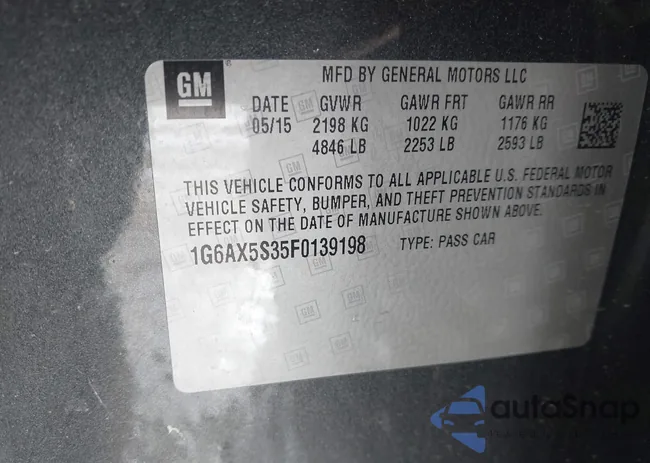 GM
MFD BY GENERAL MOTORS LLC
DATE GVWR GAWR FRT GAWR RR
05/15 2198 KG 1022 KG 1176 KG
4846 LB 2253 LB 2593 LB
THIS VEHICLE CONFORMS TO ALL APPLICABLE U.S. FEDERAL MOTOR
VEHICLE SAFETY, BUMPER, AND THEFT PREVENTION STANDARDS IN
EFFECT ON THE DATE OF MANUFACTURE SHOWN ABOVE.
1G6AX5S35F0139198 TYPE: PASS CAR
autoSnap